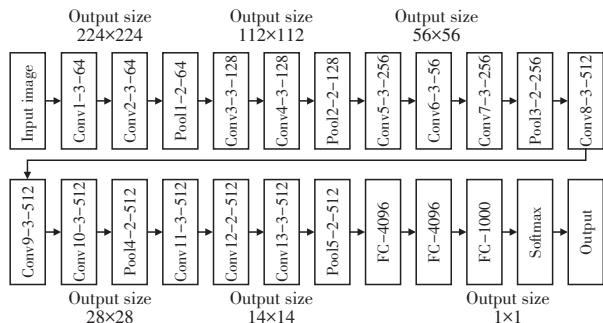 Output size
224×224
Output size
112×112
Output size
56×56
Input image
Conv1-3-64
Conv2-3-64
Pool1-2-64
Conv3-3-128
Conv4-3-128
Pool2-2-128
Conv5-3-256
Conv6-3-56
Conv7-3-256
Pool3-2-256
Conv8-3-512
Conv9-3-512
Conv10-3-512
Pool4-2-512
Conv11-3-512
Conv12-2-512
Conv13-3-512
Pool5-2-512
FC-4096
FC-4096
FC-1000
Softmax
Output
Output size
28×28
Output size
14×14
Output size
1×1